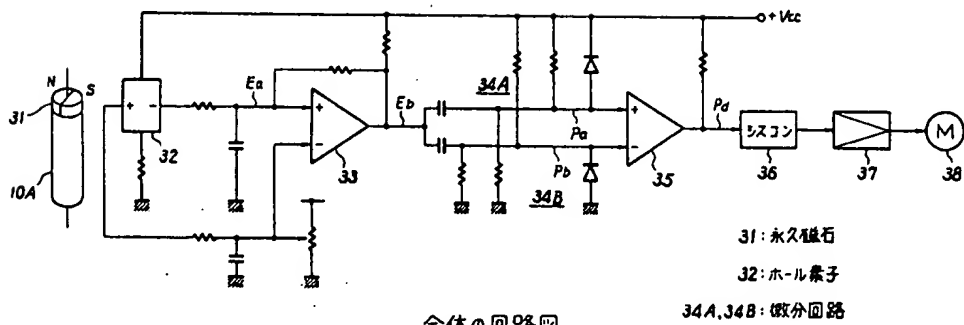 +Vcc
N
S
31
10A
+
-
32
Ea
+
-
33
Eb
34A
Pa
Pb
34B
+
-
35
Pd
シスコン
36
37
M
38
31:永久磁石
32:ホール素子
34A,34B:微分回路
全体の回路図